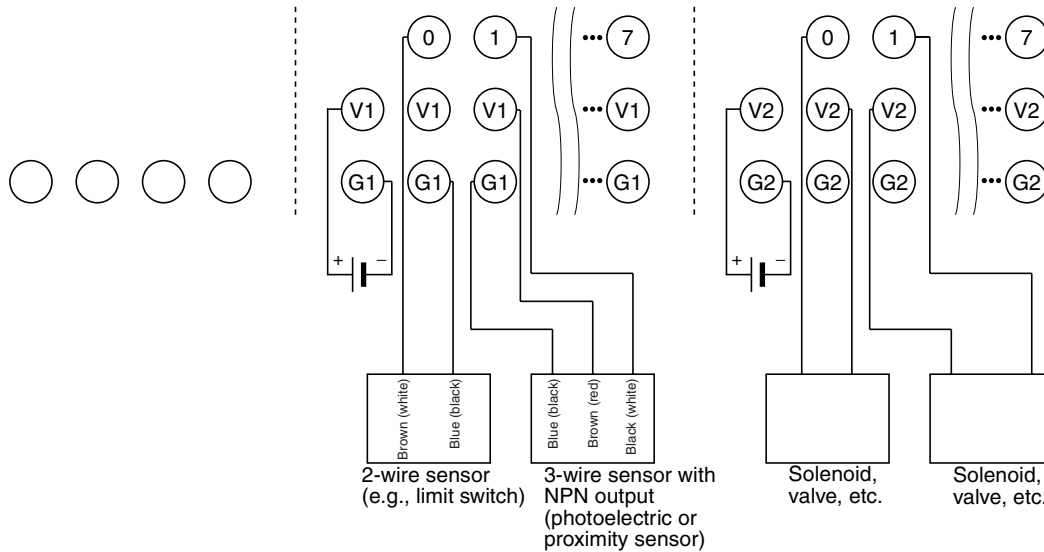 0 1 ••• 7
0 1 ••• 7
V1 V1 V1 ••• V1
V2 V2 V2 ••• V2
G1 G1 G1 ••• G1
G2 G2 G2 ••• G2
+ −
+ −
Brown (white)
Blue (black)
Blue (black)
Brown (red)
Black (white)
2-wire sensor
(e.g., limit switch)
3-wire sensor with
NPN output
(photoelectric or
proximity sensor)
Solenoid,
valve, etc.
Solenoid,
valve, etc.